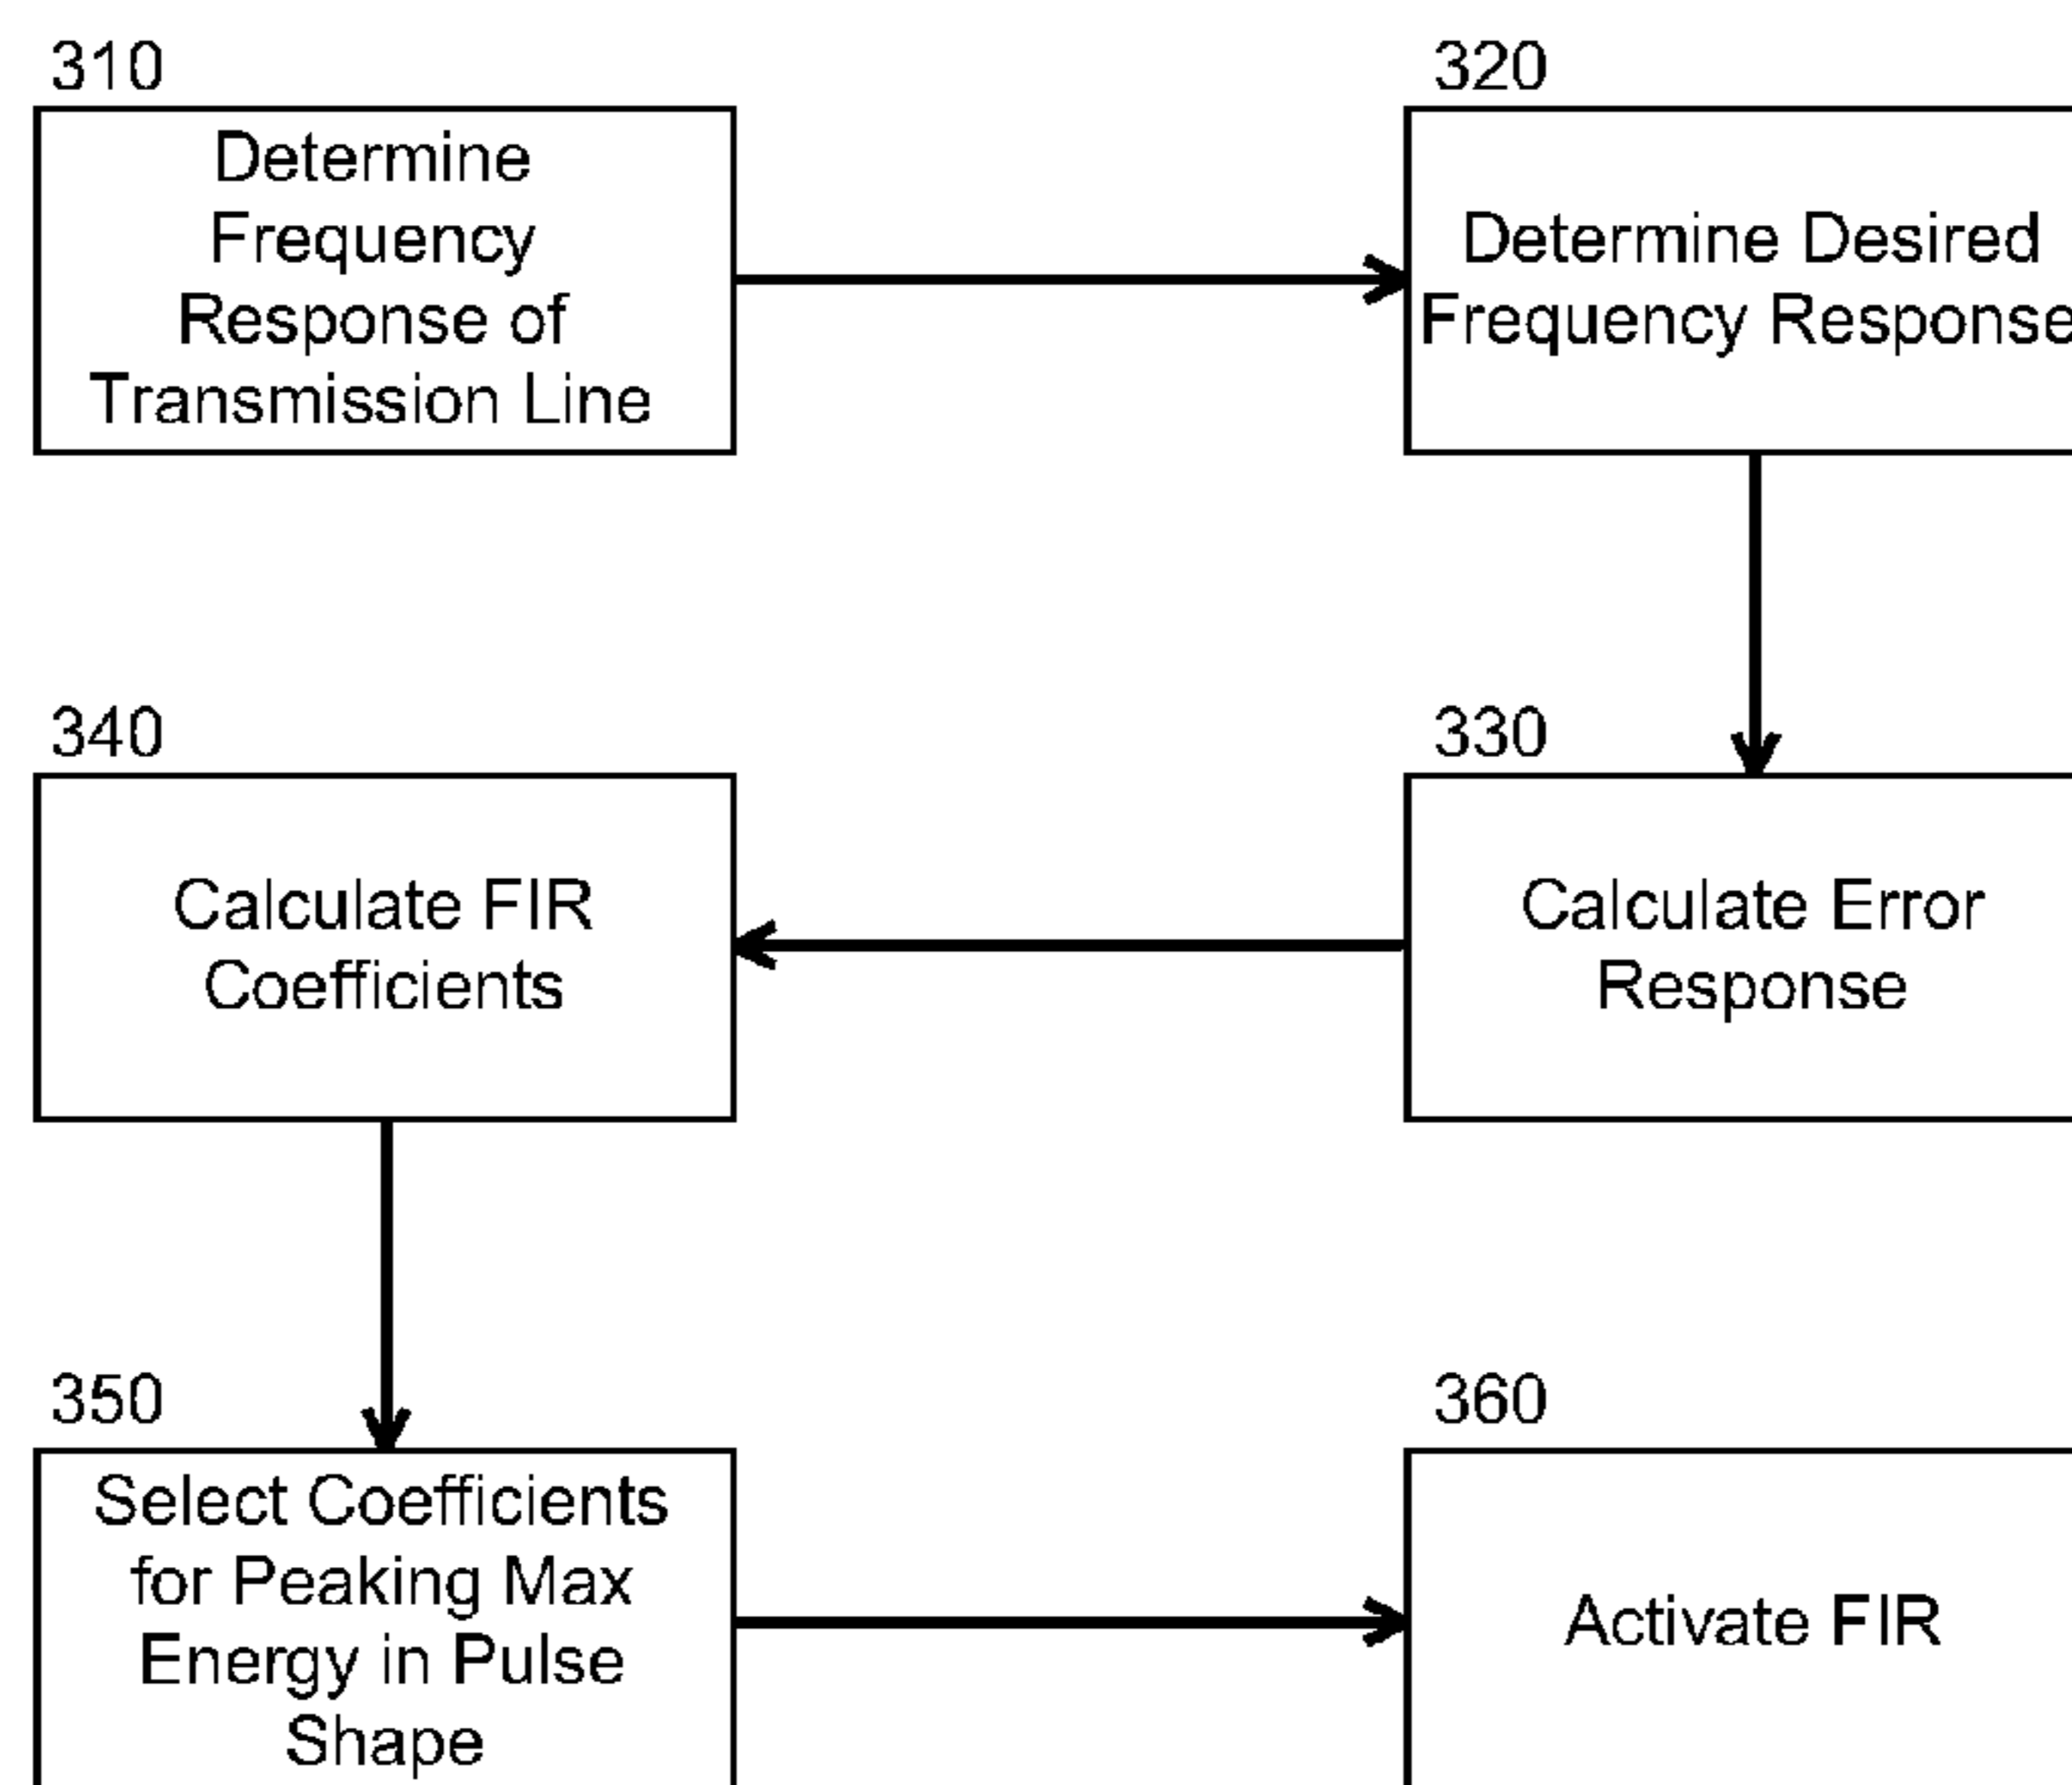 310
Determine
Frequency
Response of
Transmission Line
320
Determine Desired
Frequency Response
330
Calculate Error
Response
340
Calculate FIR
Coefficients
350
Select Coefficients
for Peaking Max
Energy in Pulse
Shape
360
Activate FIR